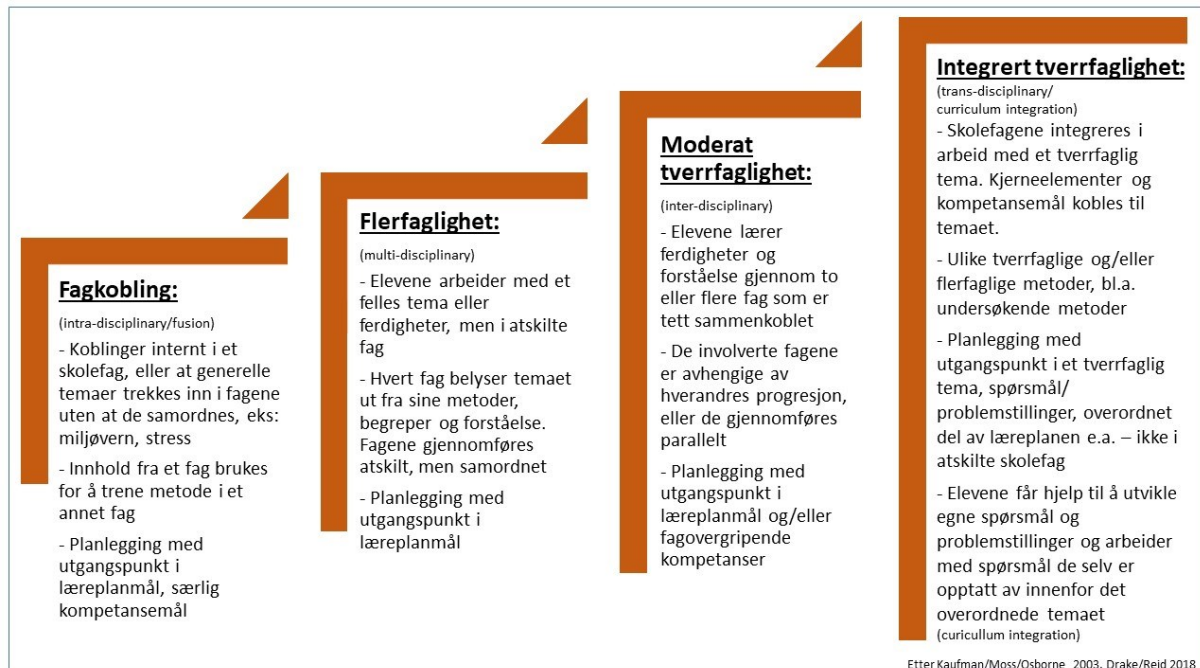 Fagkobling:
(intra-disciplinary/fusion)
- Koblinger internt i et
skolefag, eller at generelle
temaer trekkes inn i fagene
uten at de samordnes, eks:
miljøvern, stress
- Innhold fra et fag brukes
for å trene metode i et
annet fag
- Planlegging med
utgangspunkt i
læreplanmål, særlig
kompetansemål
Flerfaglighet:
(multi-disciplinary)
- Elevene arbeider med et
felles tema eller
ferdigheter, men i atskilte
fag
- Hvert fag belyser temaet
ut fra sine metoder,
begreper og forståelse.
Fagene gjennomføres
atskilt, men samordnet
- Planlegging med
utgangspunkt i
læreplanmål
Moderat
tverrfaglighet:
(inter-disciplinary)
- Elevene lærer
ferdigheter og
forståelse gjennom to
eller flere fag som er
tett sammenkoblet
- De involverte fagene
er avhengige av
hverandres progresjon,
eller de gjennomføres
parallelt
- Planlegging med
utgangspunkt i
læreplanmål og/eller
fagovergripende
kompetanser
Integrert tverrfaglighet:
(trans-disciplinary/
curriculum integration)
- Skolefagene integreres i
arbeid med et tverrfaglig
tema. Kjerneelementer og
kompetansemål kobles til
temaet.
- Ulike tverrfaglige og/eller
flerfaglige metoder, bl.a.
undersøkende metoder
- Planlegging med
utgangspunkt i et tverrfaglig
tema, spørsmål/
problemstillinger, overordnet
del av læreplanen e.a. – ikke i
atskilte skolefag
- Elevene får hjelp til å utvikle
egne spørsmål og
problemstillinger og arbeider
med spørsmål de selv er
opptatt av innenfor det
overordnede temaet
(curicullum integration)
Etter Kaufman/Moss/Osborne 2003, Drake/Reid 2018